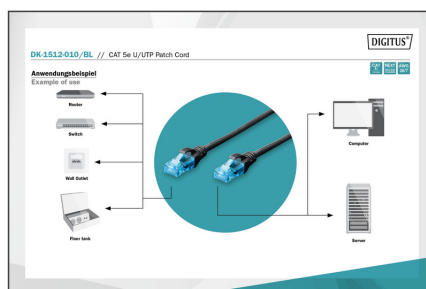 DIGITUS®
DK-1512-010/BL // CAT 5e U/UTP Patch Cord
Anwendungsbeispiel
Example of use
Router
Switch
Wall Outlet
Floor tank
Computer
Server